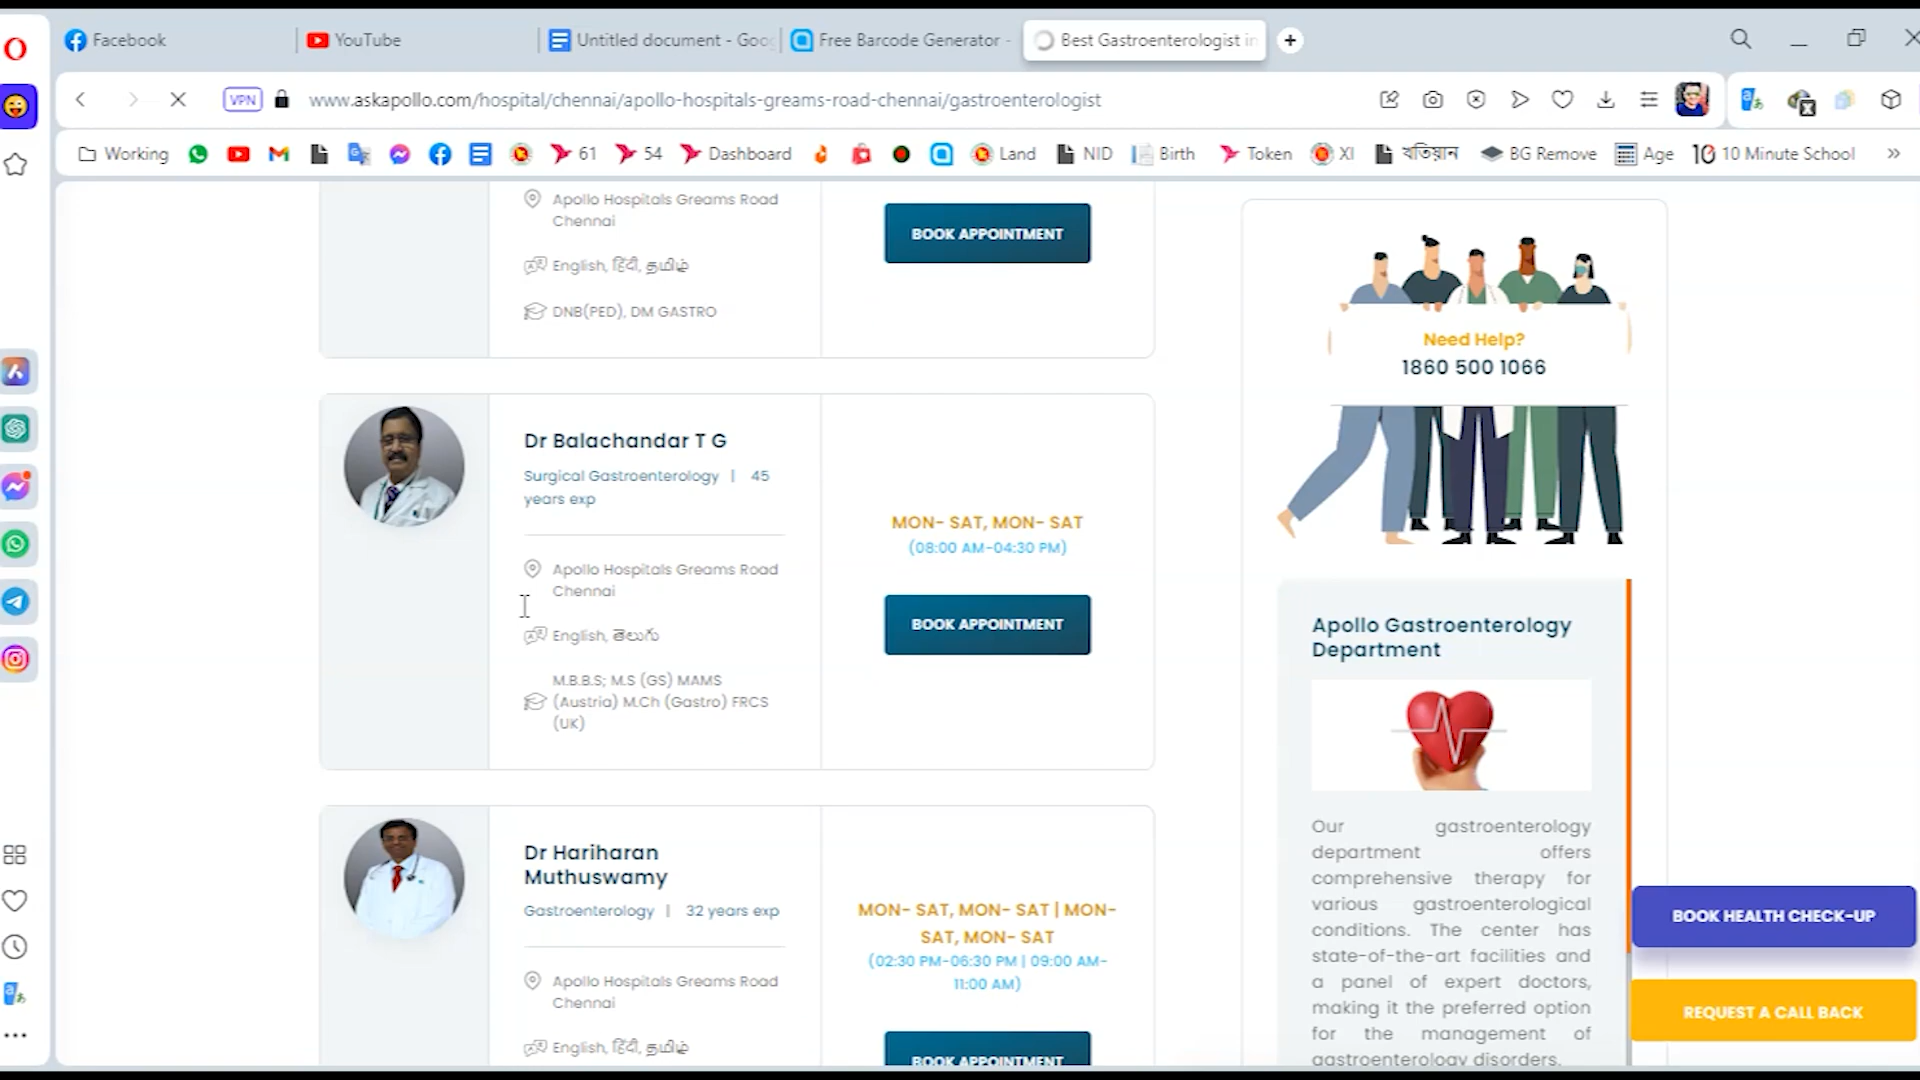 Facebook
YouTube
Untitled document - Goo
Free Barcode Generator -
Best Gastroenterologist in
VPN
www.askapollo.com/hospital/chennai/apollo-hospitals-greams-road-chennai/gastroenterologist
Working
61
54
Dashboard
Land
NID
Birth
Token
XI
খতিয়ান
BG Remove
Age
10 Minute School
Apollo Hospitals Greams Road
Chennai
English, हिंदी, தமிழ்
DNB(PED), DM GASTRO
BOOK APPOINTMENT
Dr Balachandar T G
Surgical Gastroenterology | 45
years exp
Apollo Hospitals Greams Road
Chennai
English, తెలుగు
M.B.B.S; M.S (GS) MAMS
(Austria) M.Ch (Gastro) FRCS
(UK)
MON- SAT, MON- SAT
(08:00 AM-04:30 PM)
BOOK APPOINTMENT
Dr Hariharan
Muthuswamy
Gastroenterology | 32 years exp
Apollo Hospitals Greams Road
Chennai
English, हिंदी, தமிழ்
MON- SAT, MON- SAT | MON-
SAT, MON- SAT
(02:30 PM-06:30 PM | 09:00 AM-
11:00 AM)
BOOK APPOINTMENT
Need Help?
1860 500 1066
Apollo Gastroenterology
Department
Our gastroenterology
department offers
comprehensive therapy for
various gastroenterological
conditions. The center has
state-of-the-art facilities and
a panel of expert doctors,
making it the preferred option
for the management of
gastroenterology disorders.
BOOK HEALTH CHECK-UP
REQUEST A CALL BACK